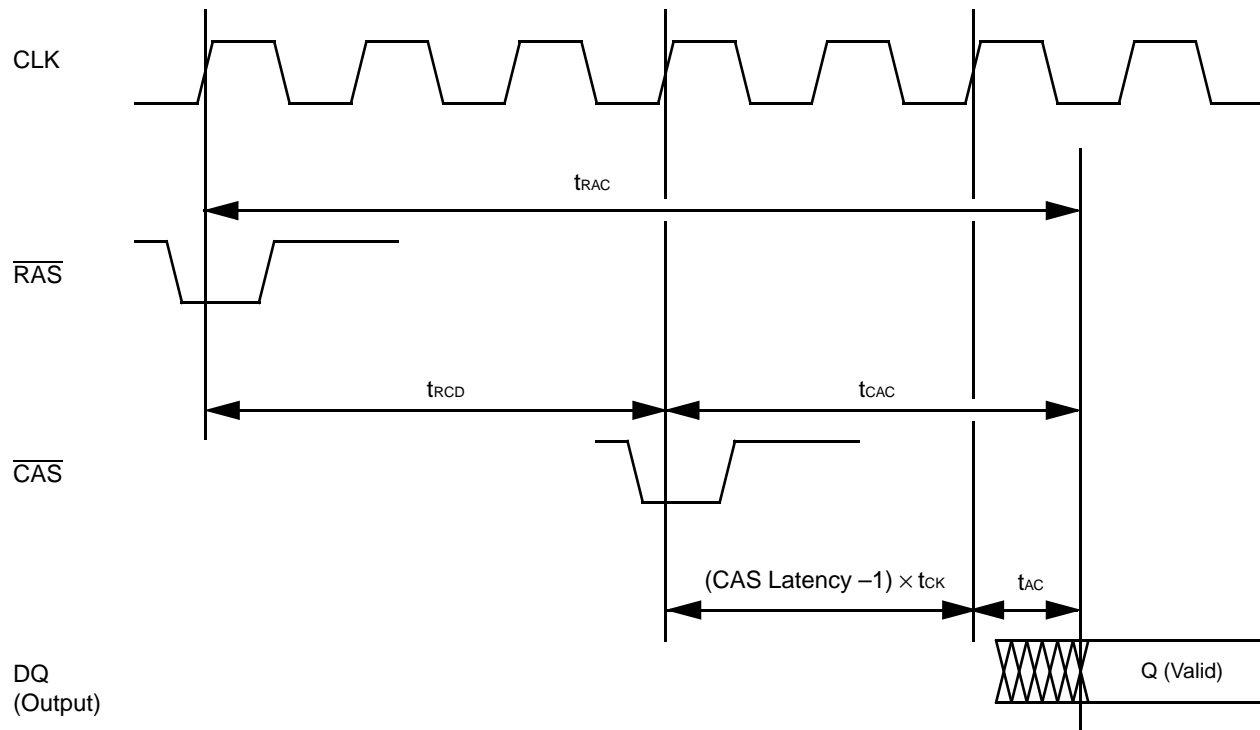 CLK
tRAC
RAS
tRCD
tCAC
CAS
(CAS Latency –1) × tCK
tAC
DQ
(Output)
Q (Valid)